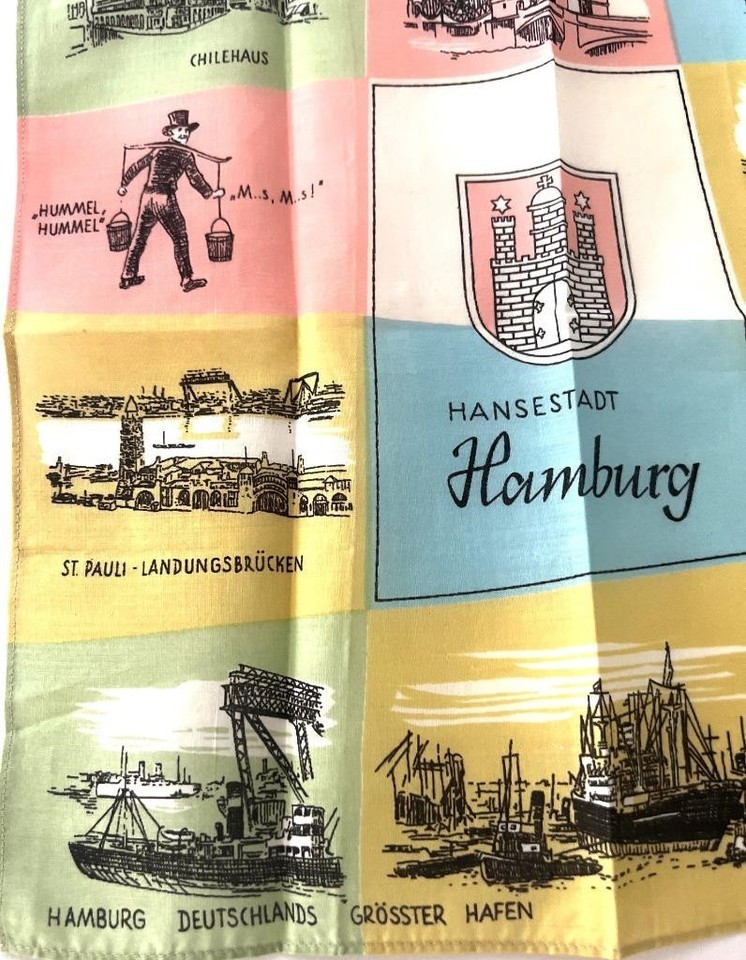 CHILEHAUS
„HUMMEL,
HUMMEL"
„M..s, M..s!"
HANSESTADT
Hamburg
ST. PAULI - LANDUNGSBRÜCKEN
HAMBURG DEUTSCHLANDS GRÖSSTER HAFEN